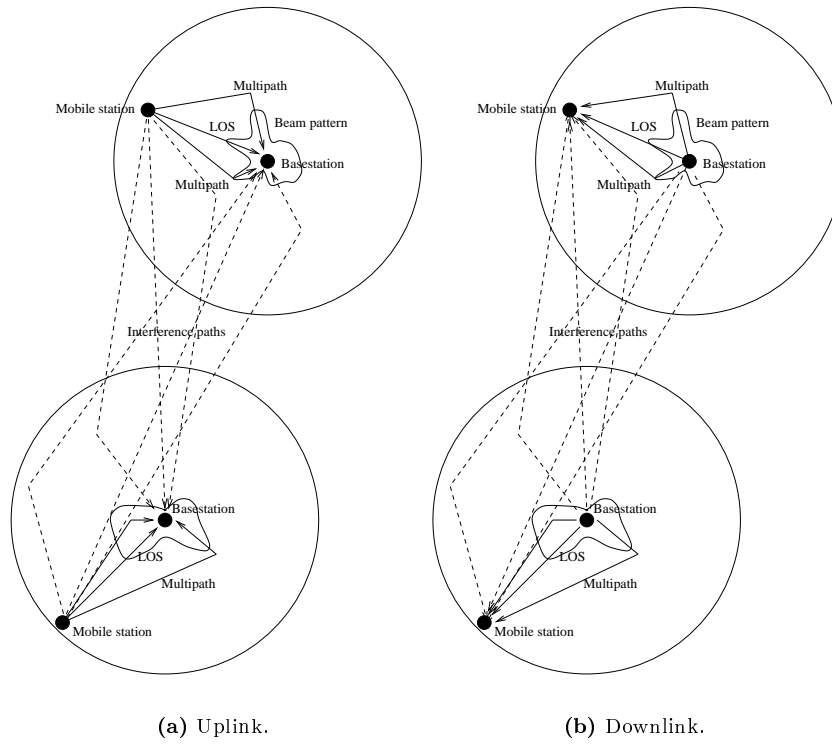 Multipath
Mobile station
LOS
Beam pattern
Basestation
Multipath
Interference paths
Basestation
LOS
Multipath
Mobile station
(a) Uplink.
Multipath
Mobile station
LOS
Beam pattern
Basestation
Multipath
Interference paths
Basestation
LOS
Multipath
Mobile station
(b) Downlink.